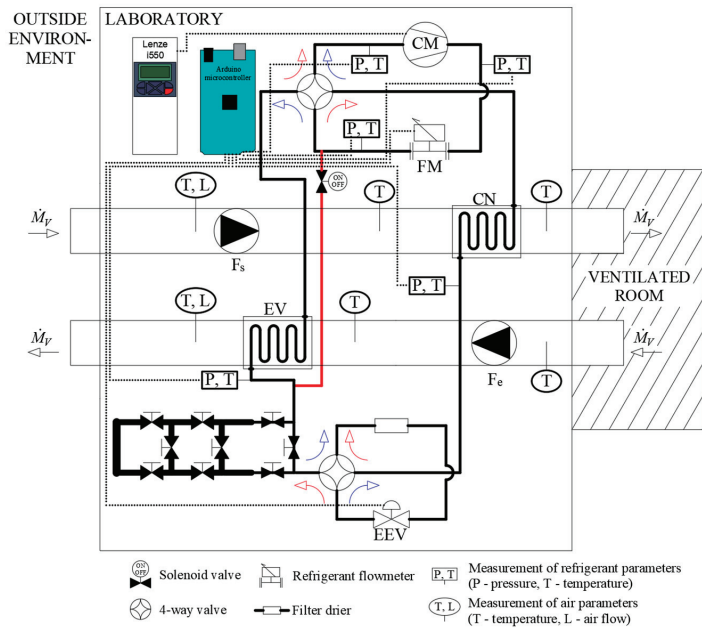 OUTSIDE
ENVIRON-
MENT
LABORATORY
Lenze
i550
Arduino
microcontroller
CM
P, T
P, T
P, T
FM
ON
OFF
T, L
T
CN
T
Ṁ_V
Ṁ_V
F_s
VENTILATED
ROOM
P, T
T, L
EV
T
Ṁ_V
Ṁ_V
F_e
T
P, T
EEV
ON
OFF
Solenoid valve
Refrigerant flowmeter
P, T
Measurement of refrigerant parameters
(P - pressure, T - temperature)
4-way valve
Filter drier
T, L
Measurement of air parameters
(T - temperature, L - air flow)